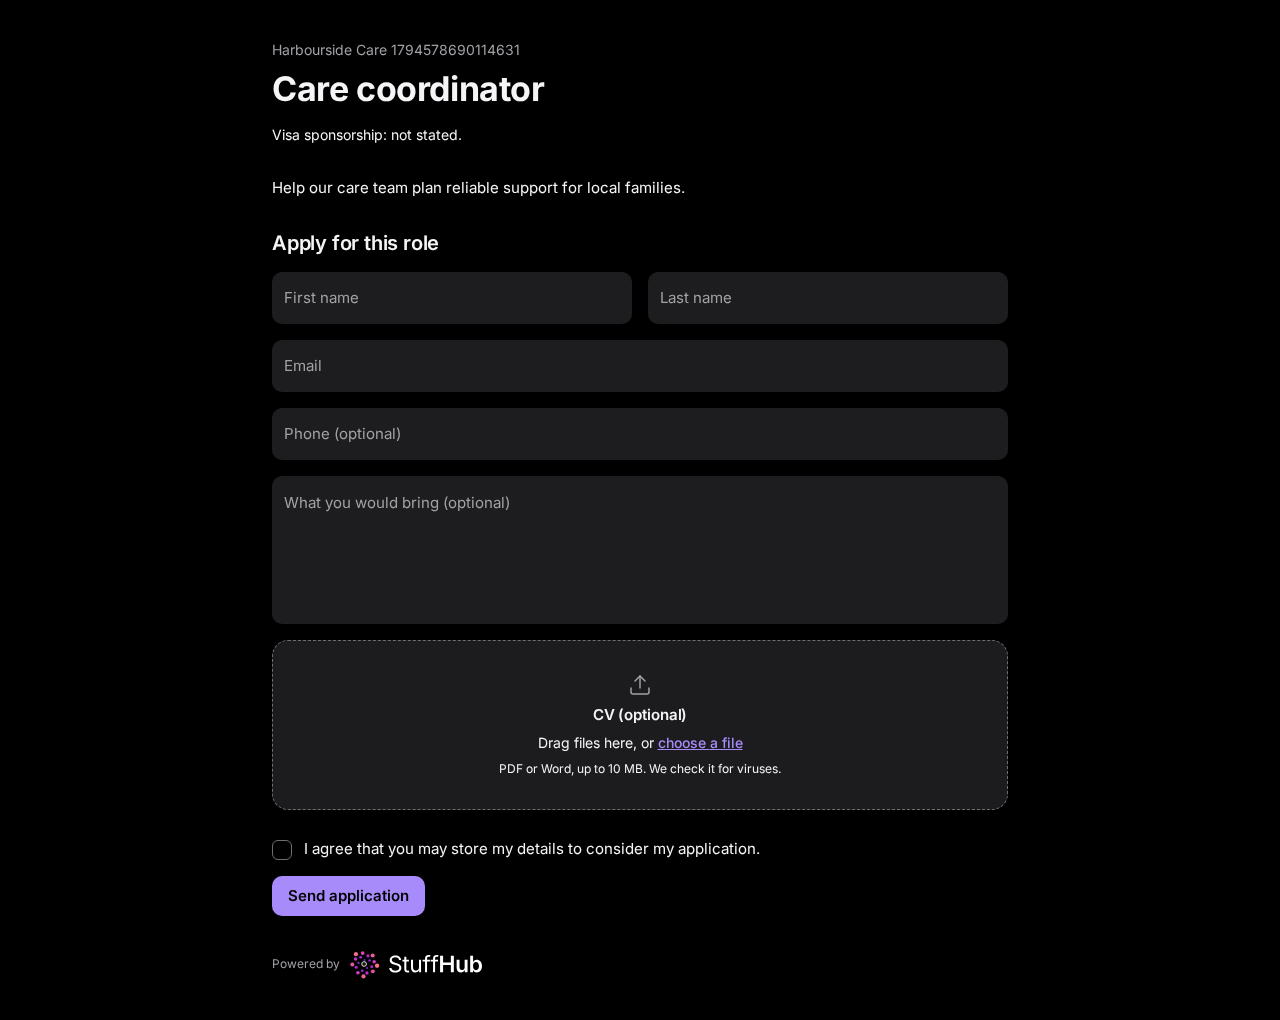 Harbourside Care 1794578690114631
Care coordinator
Visa sponsorship: not stated.
Help our care team plan reliable support for local families.
Apply for this role
First name
Last name
Email
Phone (optional)
What you would bring (optional)
CV (optional)
Drag files here, or choose a file
PDF or Word, up to 10 MB. We check it for viruses.
I agree that you may store my details to consider my application.
Send application
Powered by StuffHub